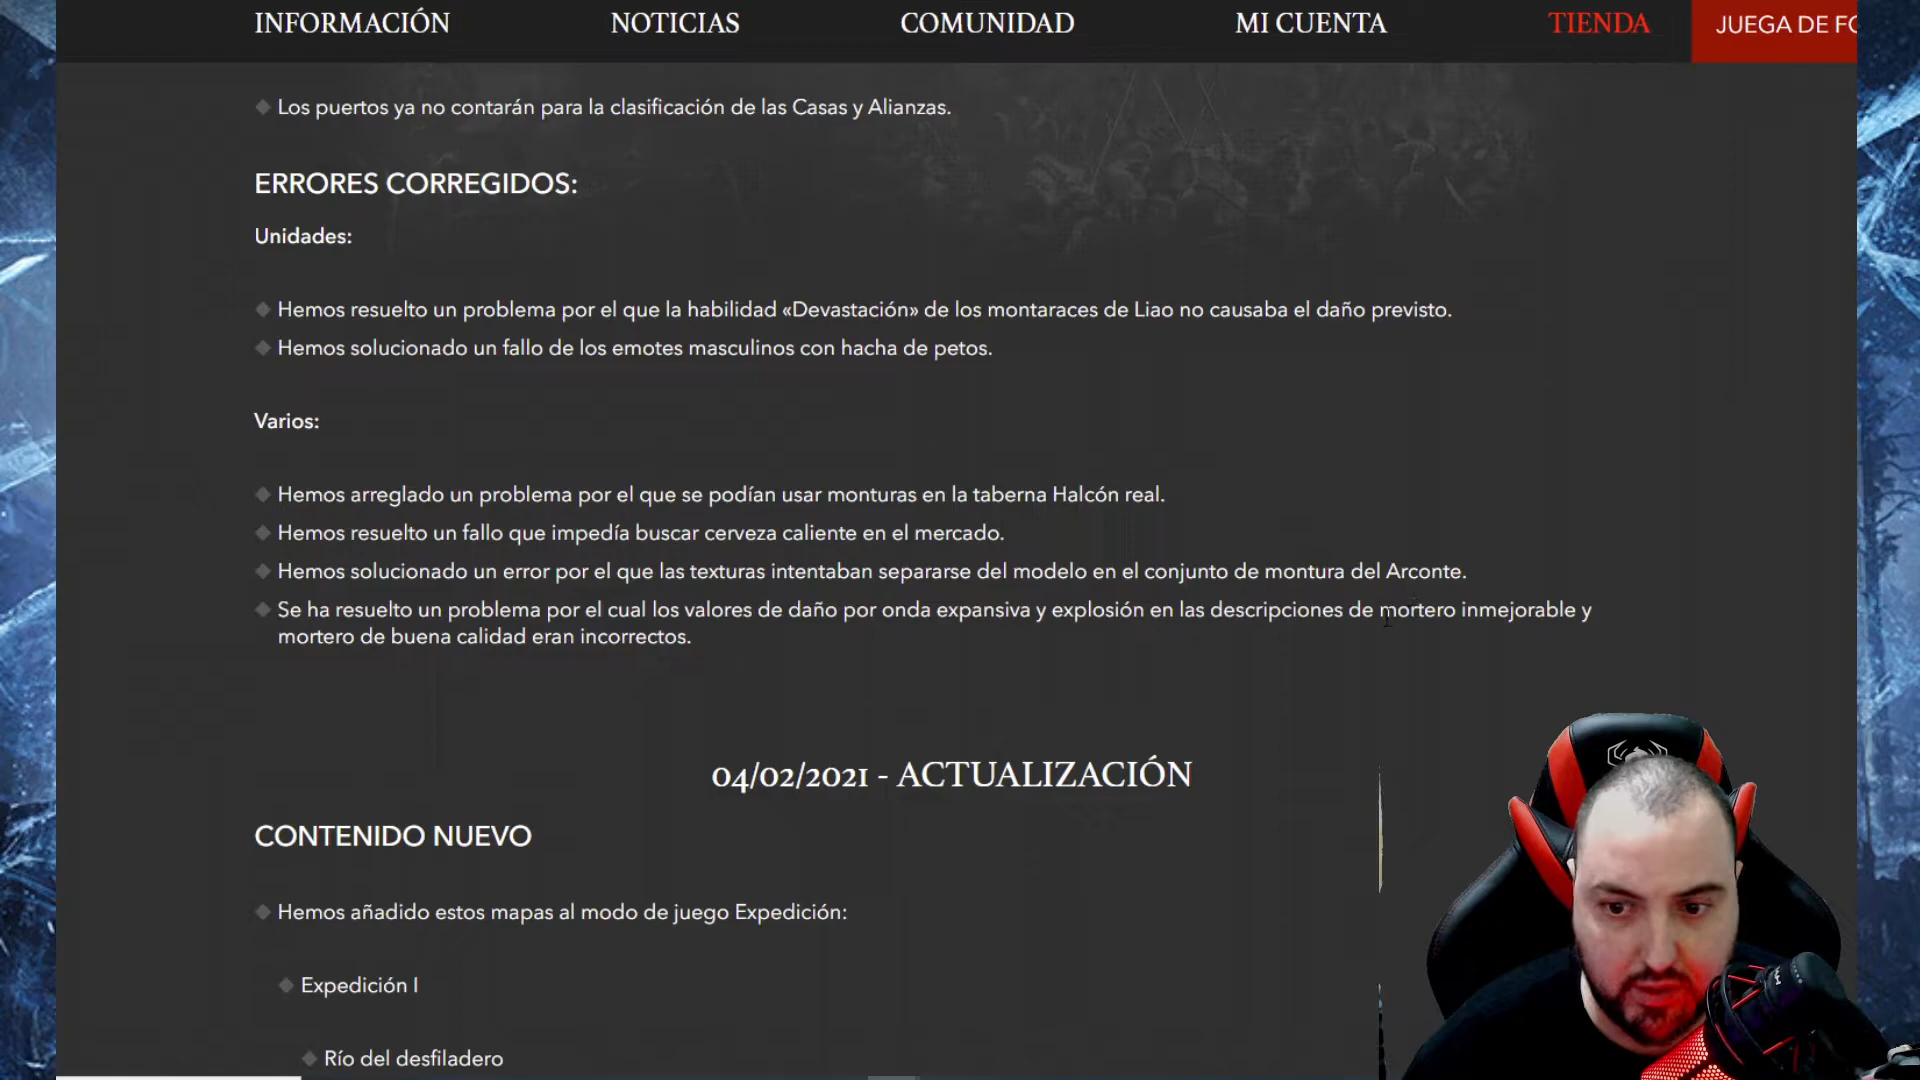 INFORMACIÓN NOTICIAS COMUNIDAD MI CUENTA TIENDA JUEGA DE FO
Los puertos ya no contarán para la clasificación de las Casas y Alianzas.
ERRORES CORREGIDOS:
Unidades:
Hemos resuelto un problema por el que la habilidad «Devastación» de los montaraces de Liao no causaba el daño previsto.
Hemos solucionado un fallo de los emotes masculinos con hacha de petos.
Varios:
Hemos arreglado un problema por el que se podían usar monturas en la taberna Halcón real.
Hemos resuelto un fallo que impedía buscar cerveza caliente en el mercado.
Hemos solucionado un error por el que las texturas intentaban separarse del modelo en el conjunto de montura del Arconte.
Se ha resuelto un problema por el cual los valores de daño por onda expansiva y explosión en las descripciones de mortero inmejorable y
mortero de buena calidad eran incorrectos.
04/02/2021 - ACTUALIZACIÓN
CONTENIDO NUEVO
Hemos añadido estos mapas al modo de juego Expedición:
Expedición I
Río del desfiladero